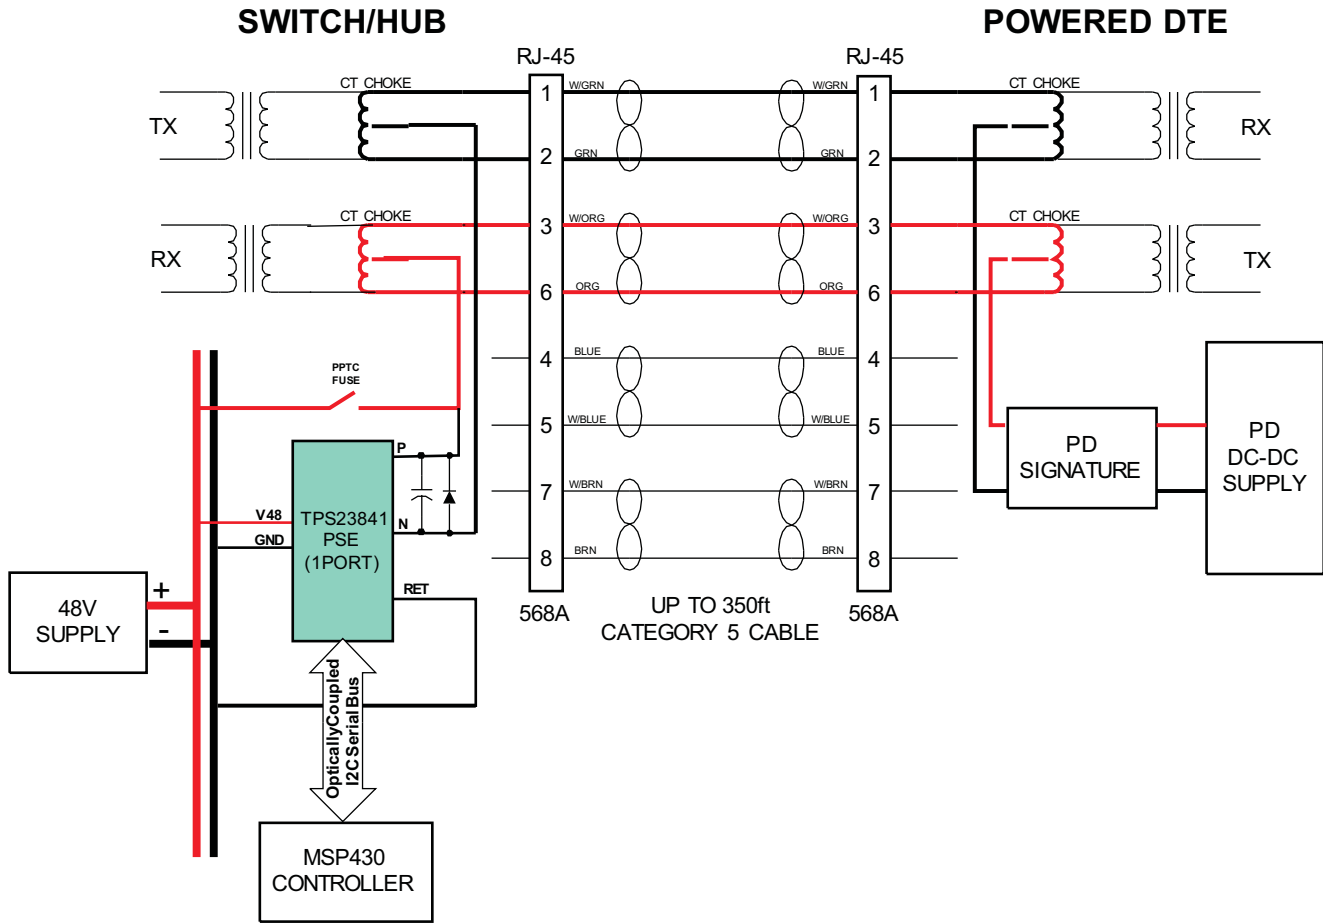 SWITCH/HUB
POWERED DTE
RJ-45
RJ-45
CT CHOKE
W/GRN
W/GRN
CT CHOKE
1
1
TX
RX
2
GRN
GRN
2
CT CHOKE
W/ORG
W/ORG
CT CHOKE
3
3
RX
TX
6
ORG
ORG
6
4
BLUE
BLUE
4
PPTC
FUSE
5
W/BLUE
W/BLUE
5
P
PD
SIGNATURE
PD
DC-DC
SUPPLY
7
W/BRN
W/BRN
7
V48
GND
TPS23841
PSE
(1PORT)
N
8
BRN
BRN
8
RET
48V
SUPPLY
+
-
568A
568A
UP TO 350ft
CATEGORY 5 CABLE
OpticallyCoupled
I2CSerialBus
MSP430
CONTROLLER